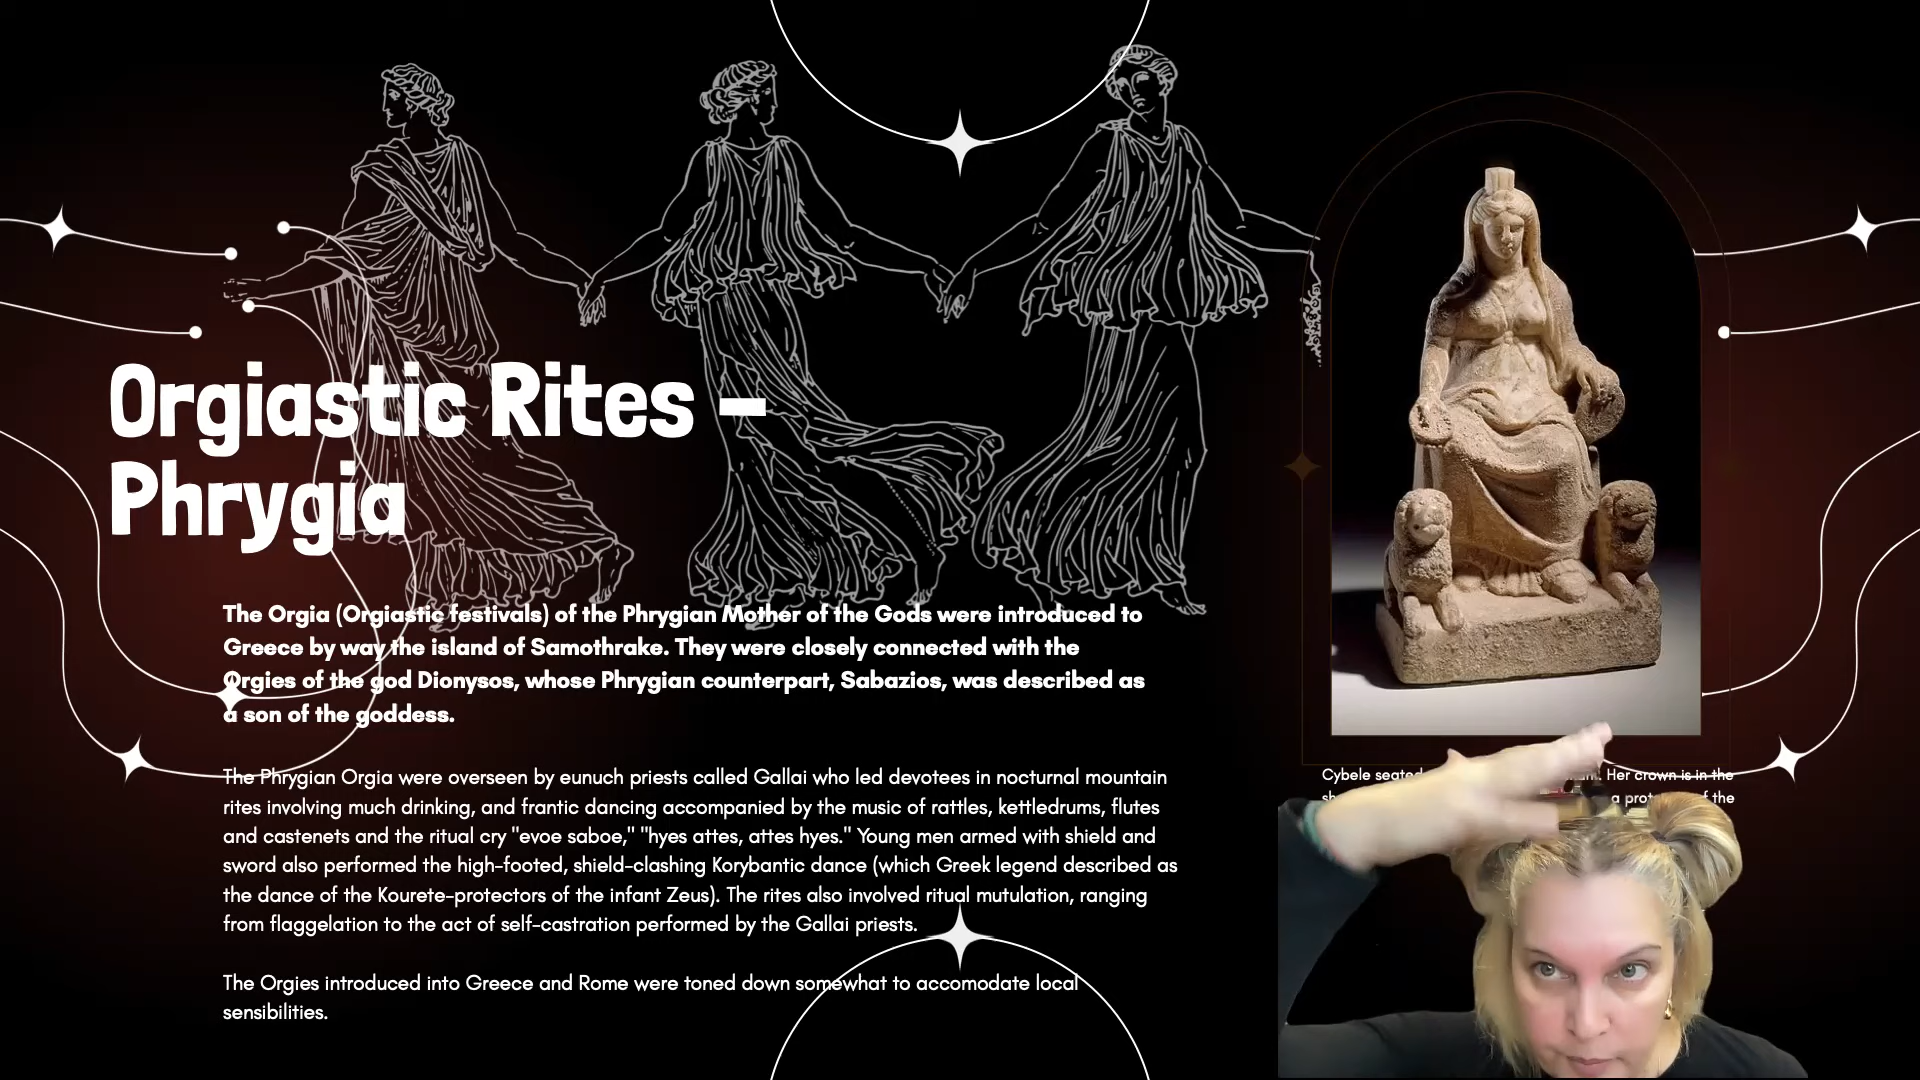 Orgiastic Rites –
Phrygia
The Orgia (Orgiastic festivals) of the Phrygian Mother of the Gods were introduced to
Greece by way the island of Samothrake. They were closely connected with the
Orgies of the god Dionysos, whose Phrygian counterpart, Sabazios, was described as
a son of the goddess.
The Phrygian Orgia were overseen by eunuch priests called Gallai who led devotees in nocturnal mountain
rites involving much drinking, and frantic dancing accompanied by the music of rattles, kettledrums, flutes
and castenets and the ritual cry "evoe saboe," "hyes attes, attes hyes." Young men armed with shield and
sword also performed the high-footed, shield-clashing Korybantic dance (which Greek legend described as
the dance of the Kourete-protectors of the infant Zeus). The rites also involved ritual mutulation, ranging
from flaggelation to the act of self-castration performed by the Gallai priests.
The Orgies introduced into Greece and Rome were toned down somewhat to accomodate local
sensibilities.
Cybele seated Her crown is in the
a of the